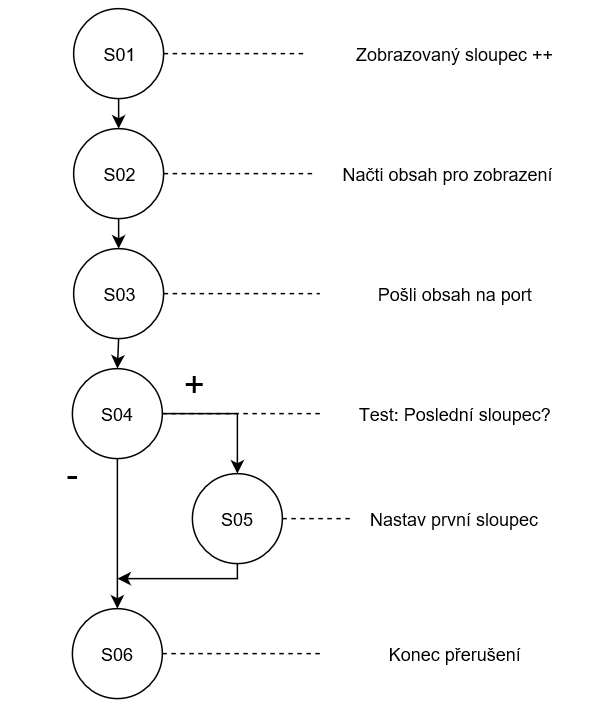 S01 Zobrazovaný sloupec ++
S02 Načti obsah pro zobrazení
S03 Pošli obsah na port
+
S04 Test: Poslední sloupec?
-
S05 Nastav první sloupec
S06 Konec přerušení